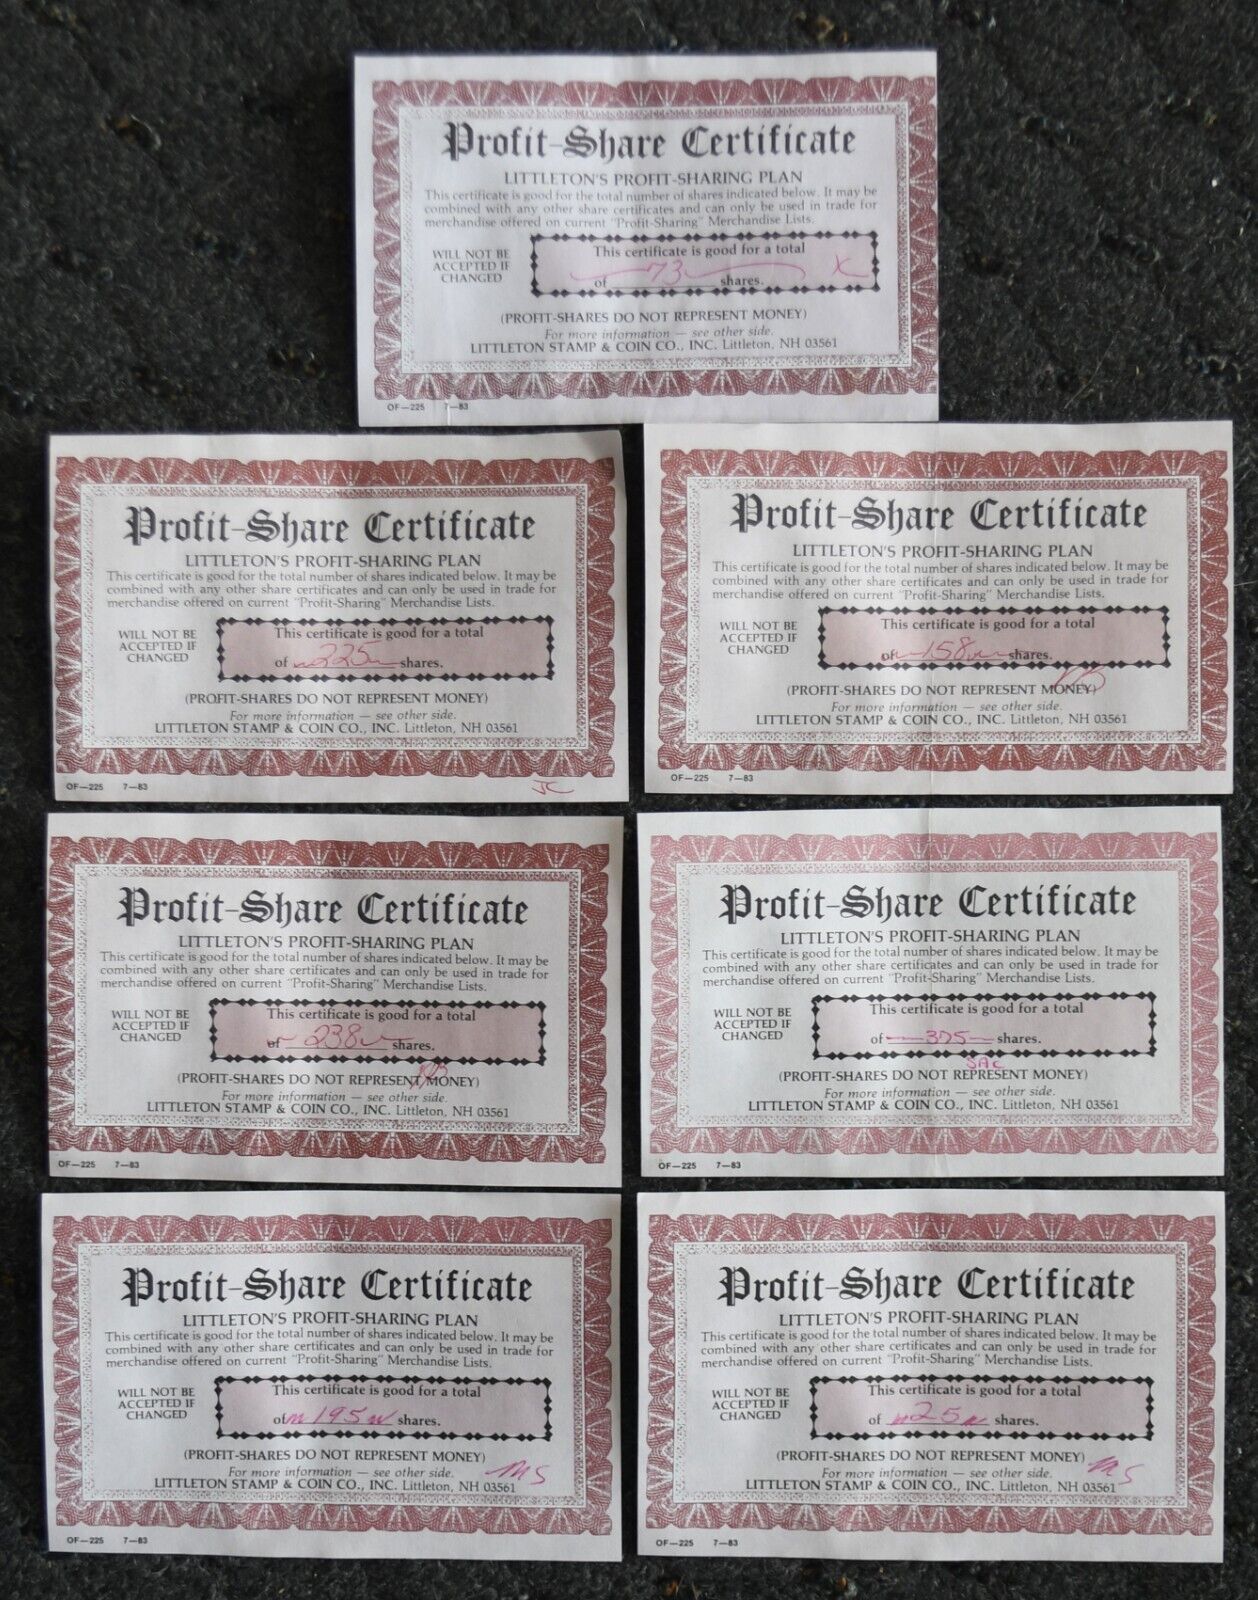 Profit-Share Certificate
LITTLETON'S PROFIT-SHARING PLAN
This certificate is good for the total number of shares indicated below. It may be
combined with any other share certificates and can only be used in trade for
merchandise offered on current "Profit-Sharing" Merchandise Lists.
WILL NOT BE
ACCEPTED IF
CHANGED
This certificate is good for a total
of 73 shares.
(PROFIT-SHARES DO NOT REPRESENT MONEY)
For more information — see other side.
LITTLETON STAMP & COIN CO., INC. Littleton, NH 03561
OF—225 7—83
Profit-Share Certificate
LITTLETON'S PROFIT-SHARING PLAN
This certificate is good for the total number of shares indicated below. It may be
combined with any other share certificates and can only be used in trade for
merchandise offered on current "Profit-Sharing" Merchandise Lists.
WILL NOT BE
ACCEPTED IF
CHANGED
This certificate is good for a total
of 225 shares.
(PROFIT-SHARES DO NOT REPRESENT MONEY)
For more information — see other side.
LITTLETON STAMP & COIN CO., INC. Littleton, NH 03561
OF—225 7—83 JC
Profit-Share Certificate
LITTLETON'S PROFIT-SHARING PLAN
This certificate is good for the total number of shares indicated below. It may be
combined with any other share certificates and can only be used in trade for
merchandise offered on current "Profit-Sharing" Merchandise Lists.
WILL NOT BE
ACCEPTED IF
CHANGED
This certificate is good for a total
of 158 shares.
(PROFIT-SHARES DO NOT REPRESENT MONEY)
For more information — see other side.
LITTLETON STAMP & COIN CO., INC. Littleton, NH 03561
OF—225 7—83
Profit-Share Certificate
LITTLETON'S PROFIT-SHARING PLAN
This certificate is good for the total number of shares indicated below. It may be
combined with any other share certificates and can only be used in trade for
merchandise offered on current "Profit-Sharing" Merchandise Lists.
WILL NOT BE
ACCEPTED IF
CHANGED
This certificate is good for a total
of 238 shares.
(PROFIT-SHARES DO NOT REPRESENT MONEY)
For more information — see other side.
LITTLETON STAMP & COIN CO., INC. Littleton, NH 03561
OF—225 7—83
Profit-Share Certificate
LITTLETON'S PROFIT-SHARING PLAN
This certificate is good for the total number of shares indicated below. It may be
combined with any other share certificates and can only be used in trade for
merchandise offered on current "Profit-Sharing" Merchandise Lists.
WILL NOT BE
ACCEPTED IF
CHANGED
This certificate is good for a total
of 375 shares.
SAC
(PROFIT-SHARES DO NOT REPRESENT MONEY)
For more information — see other side.
LITTLETON STAMP & COIN CO., INC. Littleton, NH 03561
OF—225 7—83
Profit-Share Certificate
LITTLETON'S PROFIT-SHARING PLAN
This certificate is good for the total number of shares indicated below. It may be
combined with any other share certificates and can only be used in trade for
merchandise offered on current "Profit-Sharing" Merchandise Lists.
WILL NOT BE
ACCEPTED IF
CHANGED
This certificate is good for a total
of 195 shares.
(PROFIT-SHARES DO NOT REPRESENT MONEY)
For more information — see other side. MS
LITTLETON STAMP & COIN CO., INC. Littleton, NH 03561
OF—225 7—83
Profit-Share Certificate
LITTLETON'S PROFIT-SHARING PLAN
This certificate is good for the total number of shares indicated below. It may be
combined with any other share certificates and can only be used in trade for
merchandise offered on current "Profit-Sharing" Merchandise Lists.
WILL NOT BE
ACCEPTED IF
CHANGED
This certificate is good for a total
of 25 shares.
(PROFIT-SHARES DO NOT REPRESENT MONEY)
For more information — see other side. MS
LITTLETON STAMP & COIN CO., INC. Littleton, NH 03561
OF—225 7—83